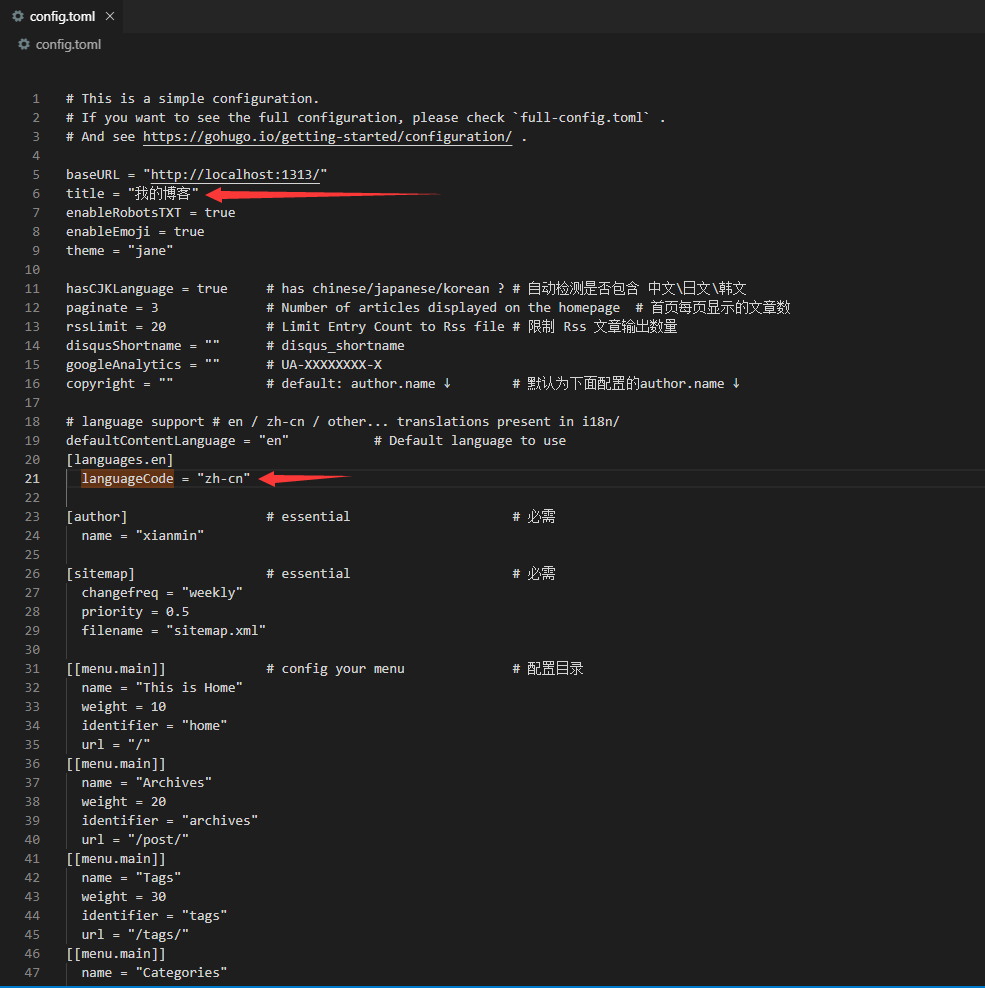 config.toml
config.toml
1 # This is a simple configuration.
2 # If you want to see the full configuration, please check `full-config.toml` .
3 # And see https://gohugo.io/getting-started/configuration/ .
4
5 baseURL = "http://localhost:1313/"
6 title = "我的博客"
7 enableRobotsTXT = true
8 enableEmoji = true
9 theme = "jane"
10
11 hasCJKLanguage = true # has chinese/japanese/korean ? # 自动检测是否包含 中文\日文\韩文
12 paginate = 3 # Number of articles displayed on the homepage # 首页每页显示的文章数
13 rssLimit = 20 # Limit Entry Count to Rss file # 限制 Rss 文章输出数量
14 disqusShortname = "" # disqus_shortname
15 googleAnalytics = "" # UA-XXXXXXXX-X
16 copyright = "" # default: author.name ↓ # 默认为下面配置的author.name ↓
17
18 # language support # en / zh-cn / other... translations present in i18n/
19 defaultContentLanguage = "en" # Default language to use
20 [languages.en]
21 languageCode = "zh-cn"
22
23 [author] # essential # 必需
24 name = "xianmin"
25
26 [sitemap] # essential # 必需
27 changefreq = "weekly"
28 priority = 0.5
29 filename = "sitemap.xml"
30
31 [[menu.main]] # config your menu # 配置目录
32 name = "This is Home"
33 weight = 10
34 identifier = "home"
35 url = "/"
36 [[menu.main]]
37 name = "Archives"
38 weight = 20
39 identifier = "archives"
40 url = "/post/"
41 [[menu.main]]
42 name = "Tags"
43 weight = 30
44 identifier = "tags"
45 url = "/tags/"
46 [[menu.main]]
47 name = "Categories"